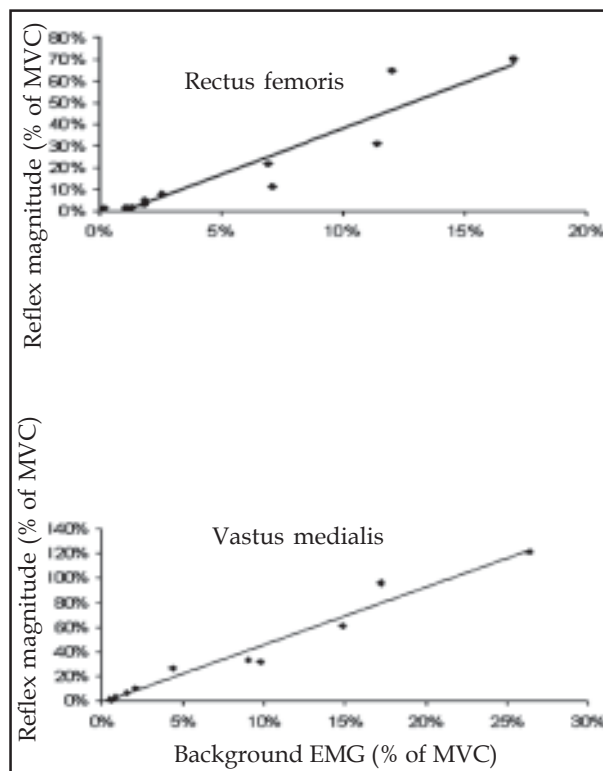 Rectus femoris
Reflex magnitude (% of MVC)
80%
70%
60%
50%
40%
30%
20%
10%
0%
0% 5% 10% 15% 20%
Vastus medialis
Reflex magnitude (% of MVC)
140%
120%
100%
80%
60%
40%
20%
0%
0% 5% 10% 15% 20% 25% 30%
Background EMG (% of MVC)